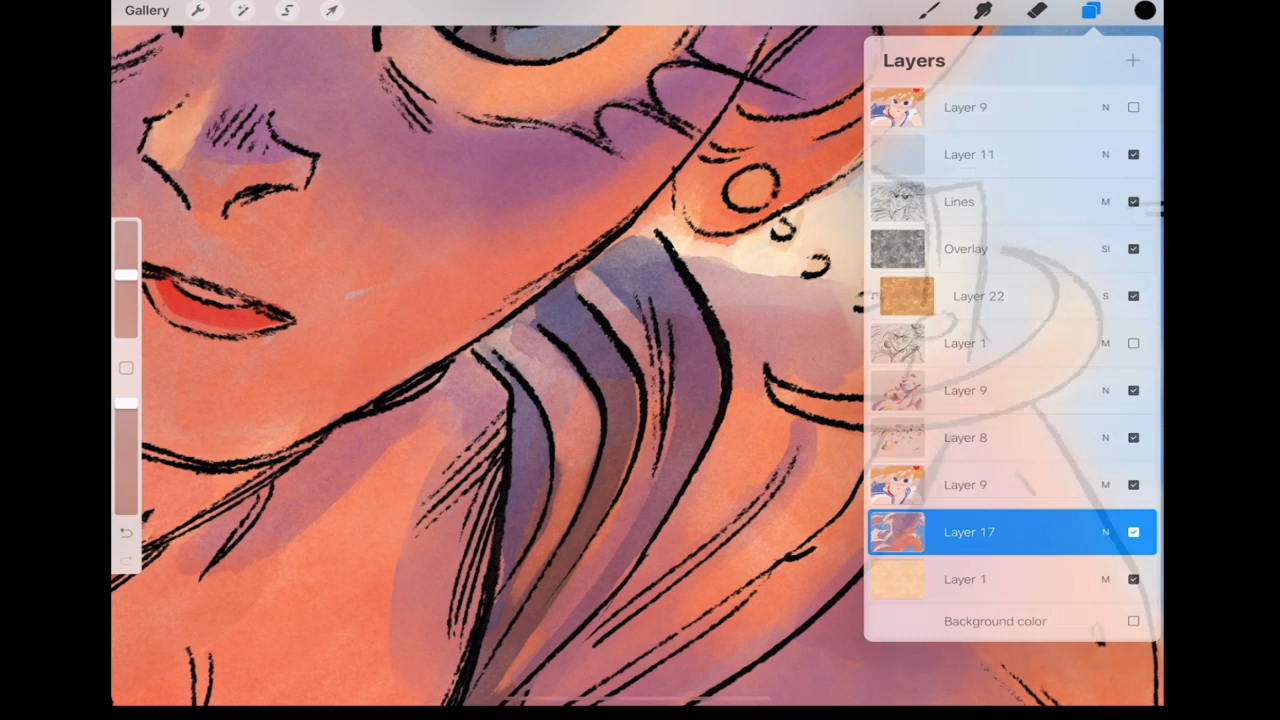 Gallery
Layers
Layer 9 N
Layer 11 N
Lines M
Overlay Sl
Layer 22 S
Layer 1 M
Layer 9 N
Layer 8 N
Layer 9 M
Layer 17 N
Layer 1 M
Background color